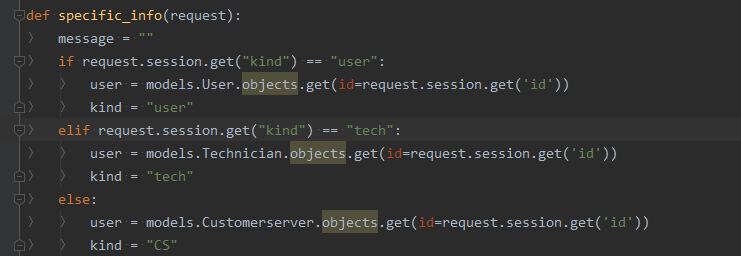 def specific_info(request):
    message = ""
    if request.session.get("kind") == "user":
        user = models.User.objects.get(id=request.session.get('id'))
        kind = "user"
    elif request.session.get("kind") == "tech":
        user = models.Technician.objects.get(id=request.session.get('id'))
        kind = "tech"
    else:
        user = models.Customerserver.objects.get(id=request.session.get('id'))
        kind = "CS"